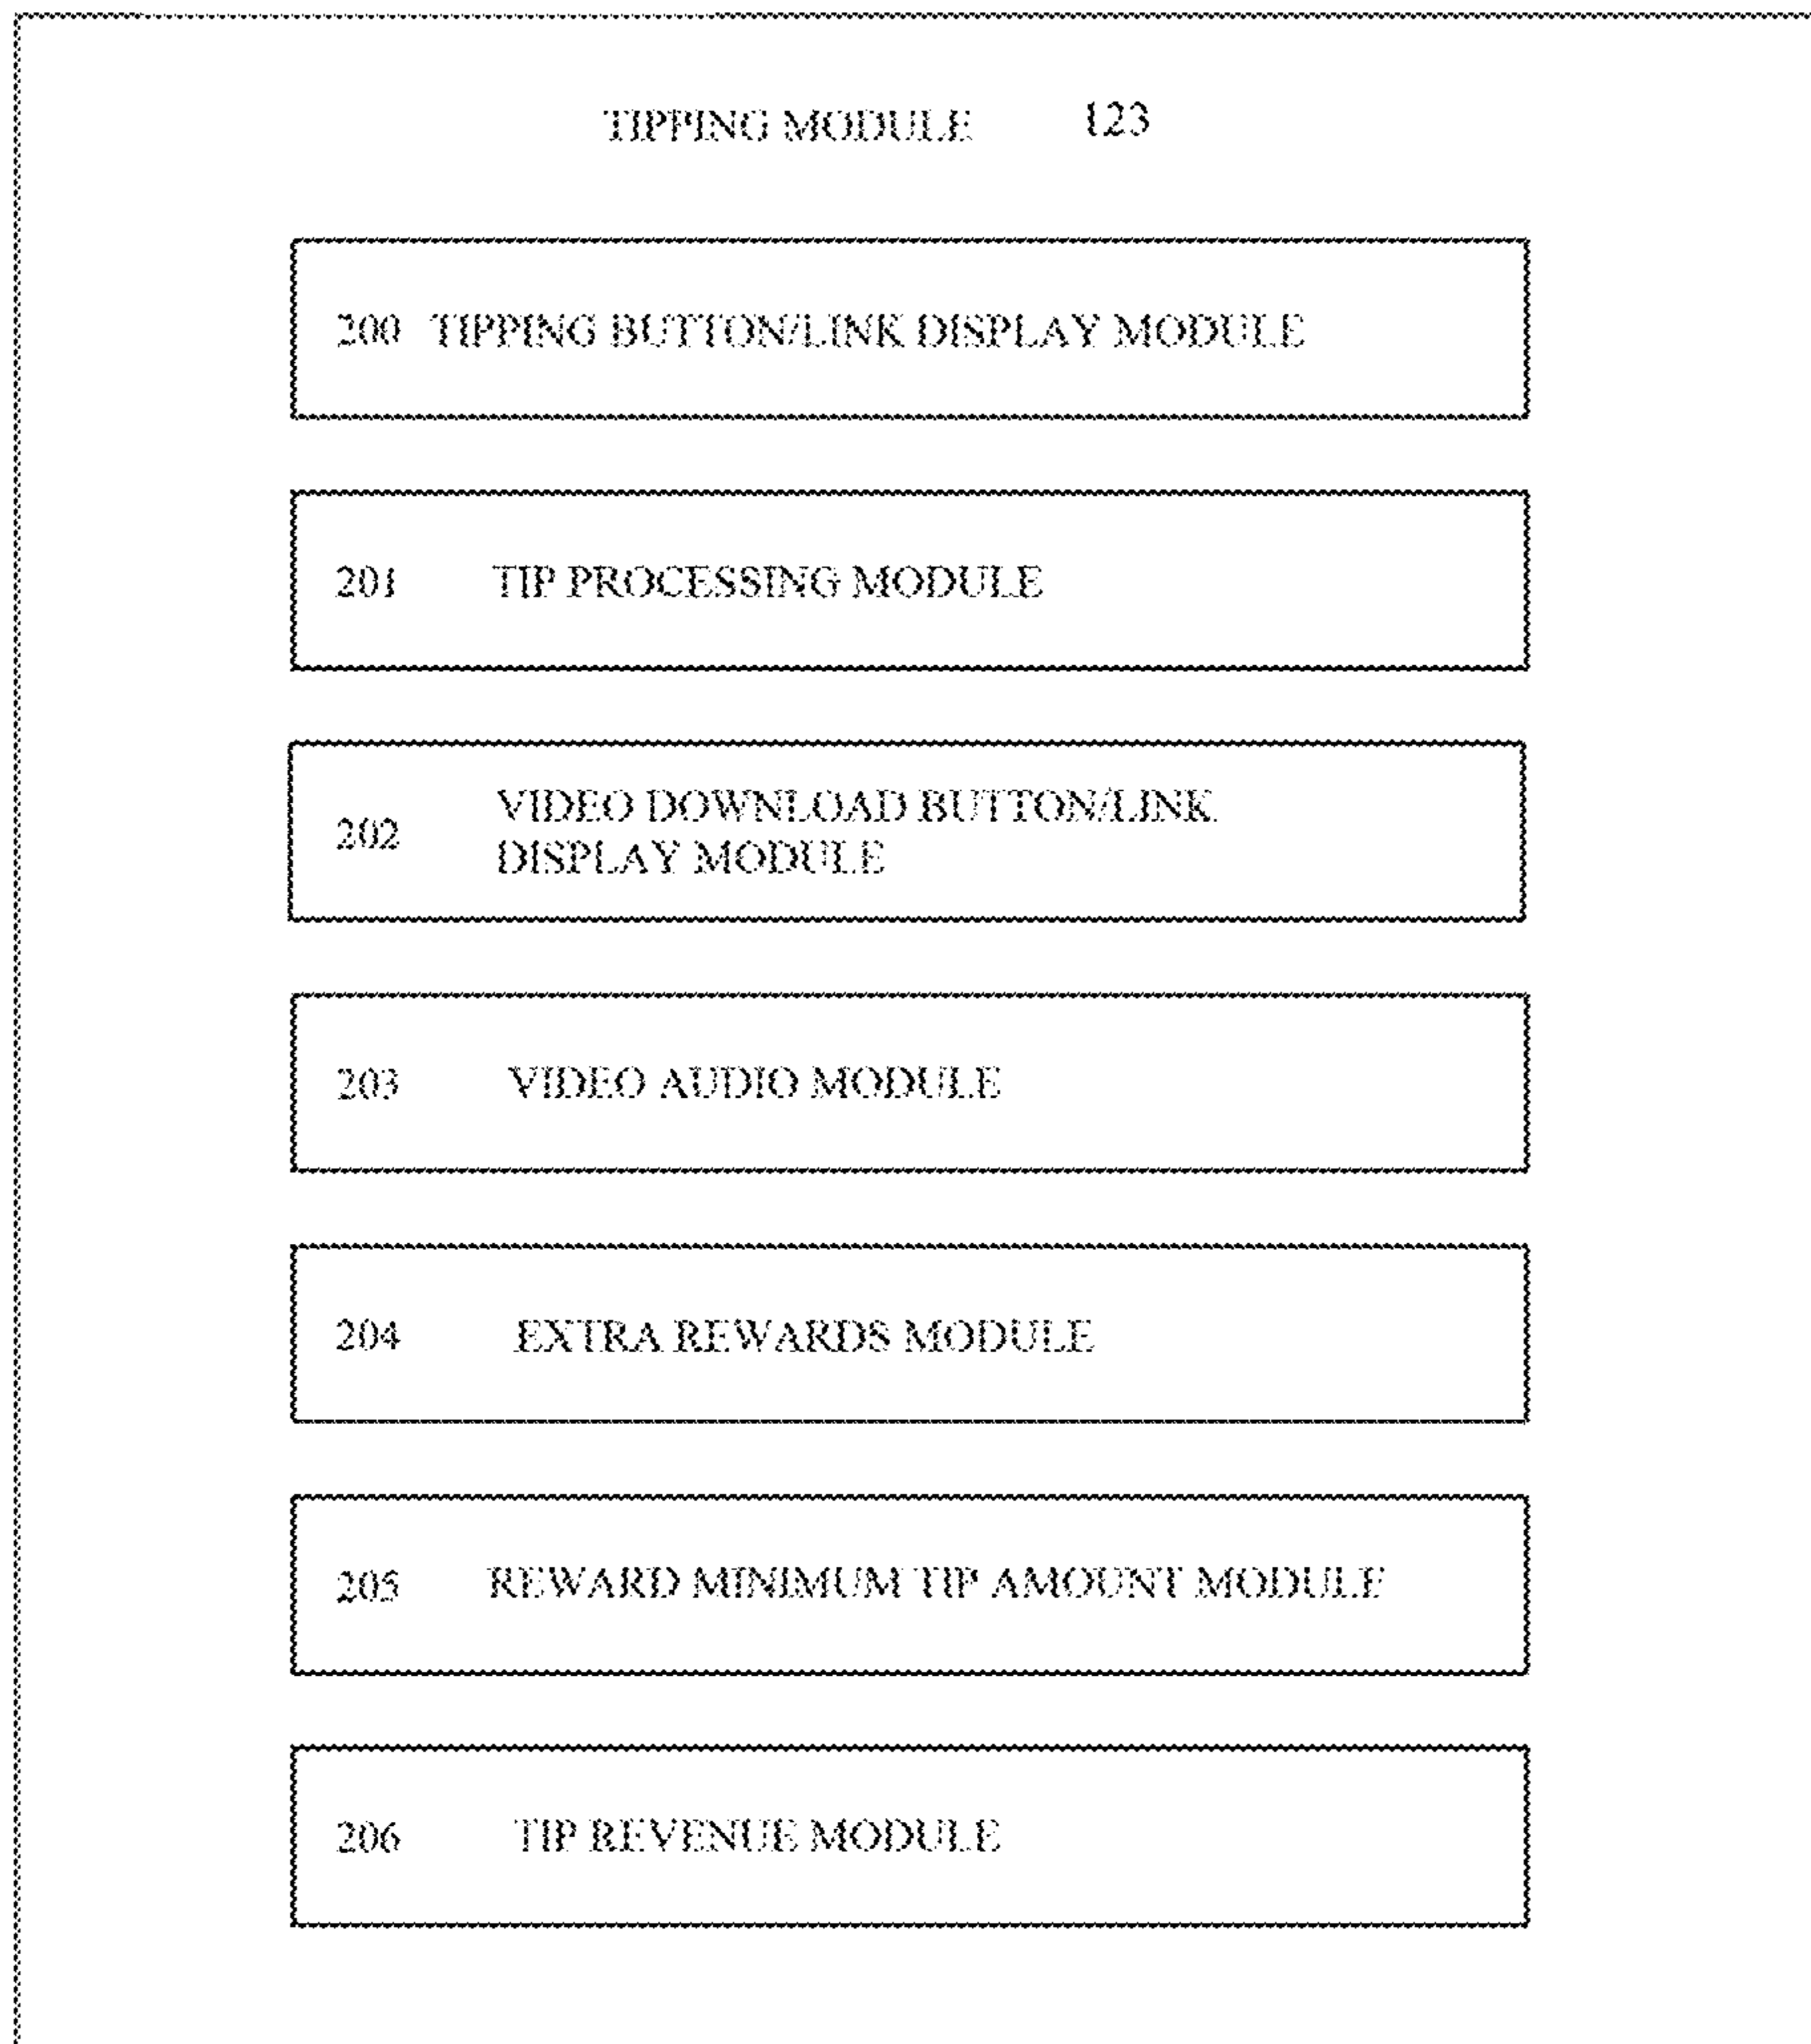 TIPPING MODULE 123
200 TIPPING BUTTON/LINK DISPLAY MODULE
201 TIP PROCESSING MODULE
202 VIDEO DOWNLOAD BUTTON/LINK
DISPLAY MODULE
203 VIDEO AUDIO MODULE
204 EXTRA REWARDS MODULE
205 REWARD MINIMUM TIP AMOUNT MODULE
206 TIP REVENUE MODULE